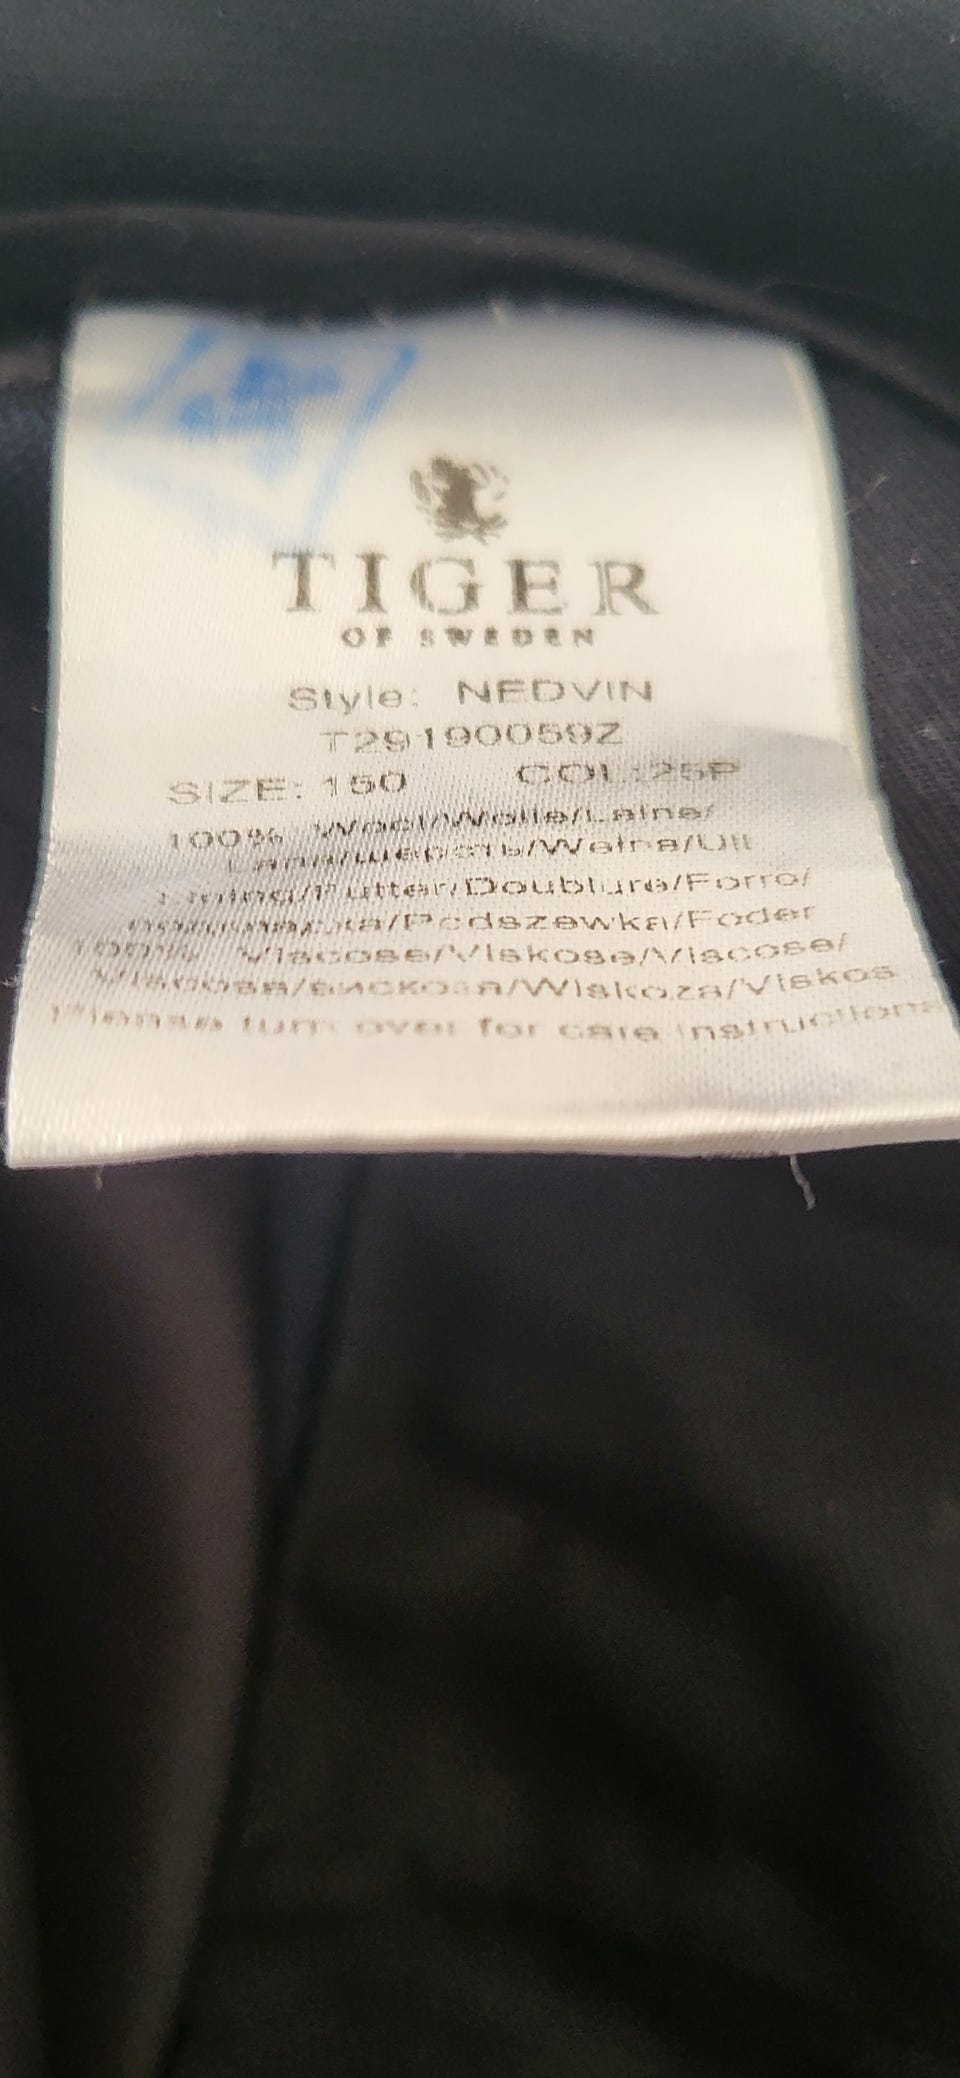 TIGER
OF SWEDEN
Style: NEDVIN
T29190059Z
SIZE: 150 COL:25P
100% Wool/Wolle/Laine/
Lana/шерсть/Wełna/Ull
Lining/Futter/Doublure/Forro/
подкладка/Podszewka/Foder
100% Viscose/Viskose/Viscose/
Viscosa/вискоза/Wiskoza/Viskos
Please turn over for care instructions